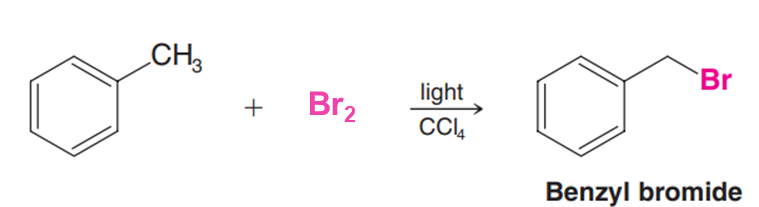 CH₃
+ Br₂
light
CCl₄
Br
Benzyl bromide